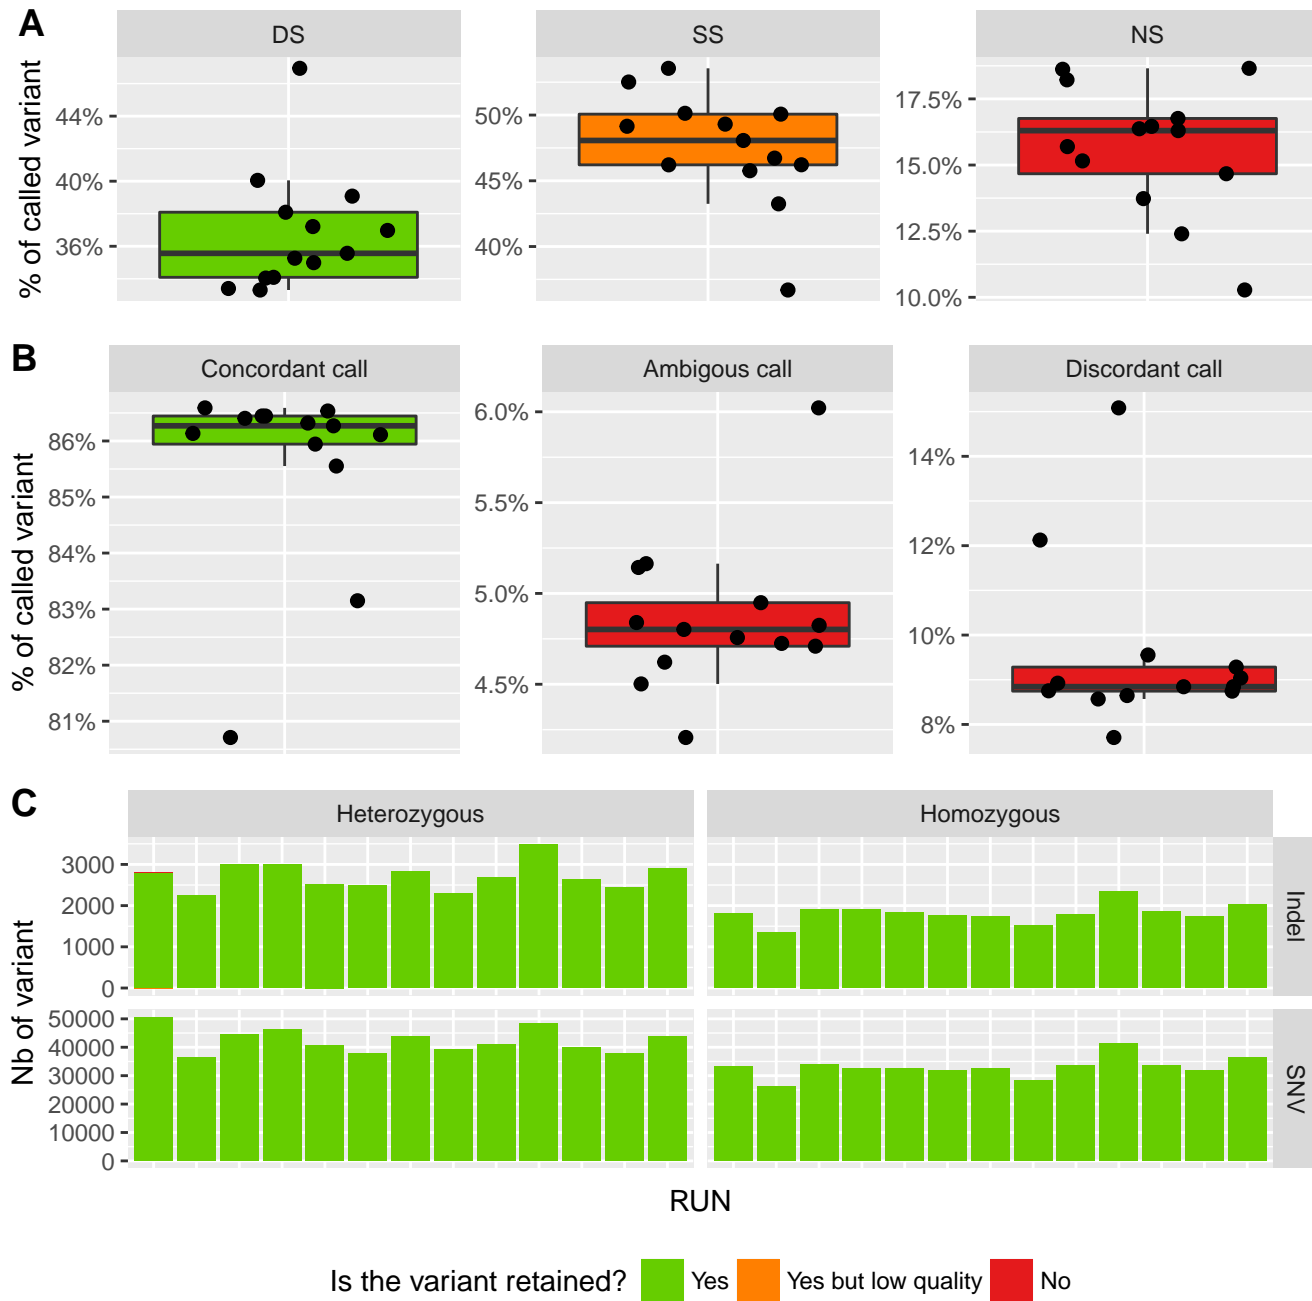 A
DS
SS
NS
% of called variant
44%
40%
36%
50%
45%
40%
17.5%
15.0%
12.5%
10.0%
B
Concordant call
Ambigous call
Discordant call
% of called variant
86%
85%
84%
83%
82%
81%
6.0%
5.5%
5.0%
4.5%
14%
12%
10%
8%
C
Heterozygous
Homozygous
Nb of variant
3000
2000
1000
0
Indel
50000
40000
30000
20000
10000
0
SNV
RUN
Is the variant retained? Yes Yes but low quality No